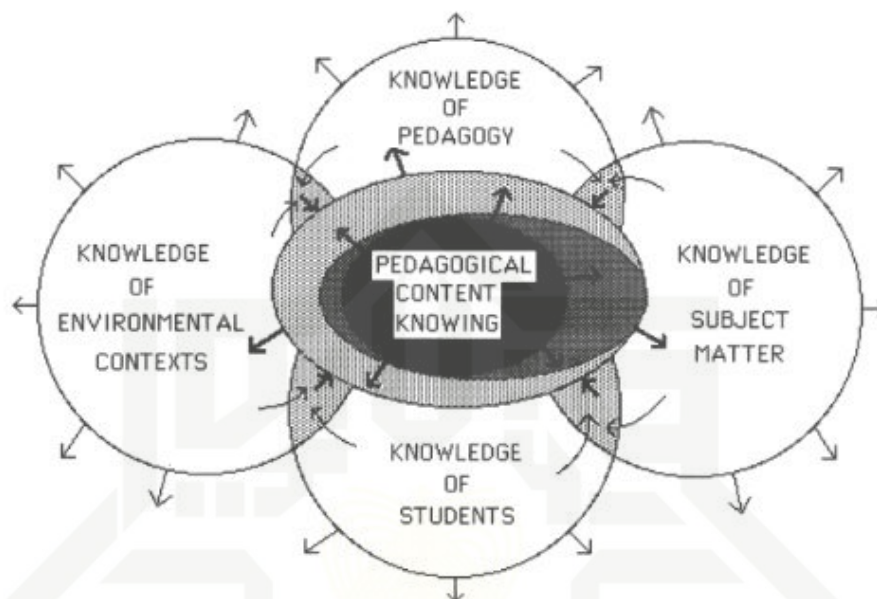 KNOWLEDGE
OF
PEDAGOGY
KNOWLEDGE
OF
ENVIRONMENTAL
CONTEXTS
PEDAGOGICAL
CONTENT
KNOWING
KNOWLEDGE
OF
SUBJECT
MATTER
KNOWLEDGE
OF
STUDENTS